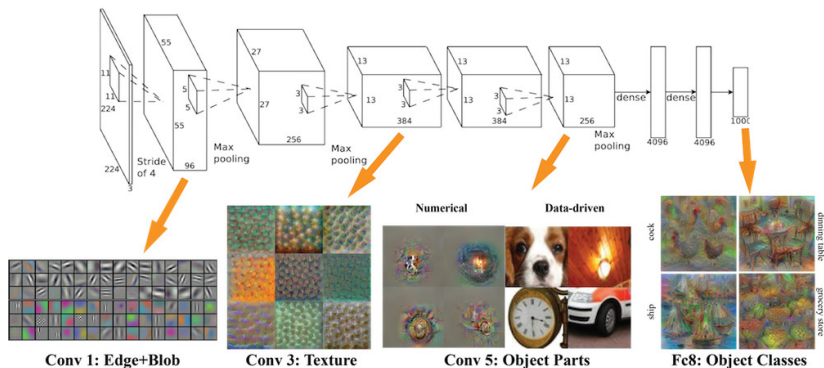 55
27
13
13
13
11
5
3
3
3
11
5
27
3
13
3
13
3
13
dense
dense
224
55
384
384
256
1000
256
Max
pooling
Max
pooling
4096
4096
Stride
of 4
96
Max
pooling
224
3
Numerical
Data-driven
cock
dinning table
ship
grocery store
Conv 1: Edge+Blob
Conv 3: Texture
Conv 5: Object Parts
Fc8: Object Classes